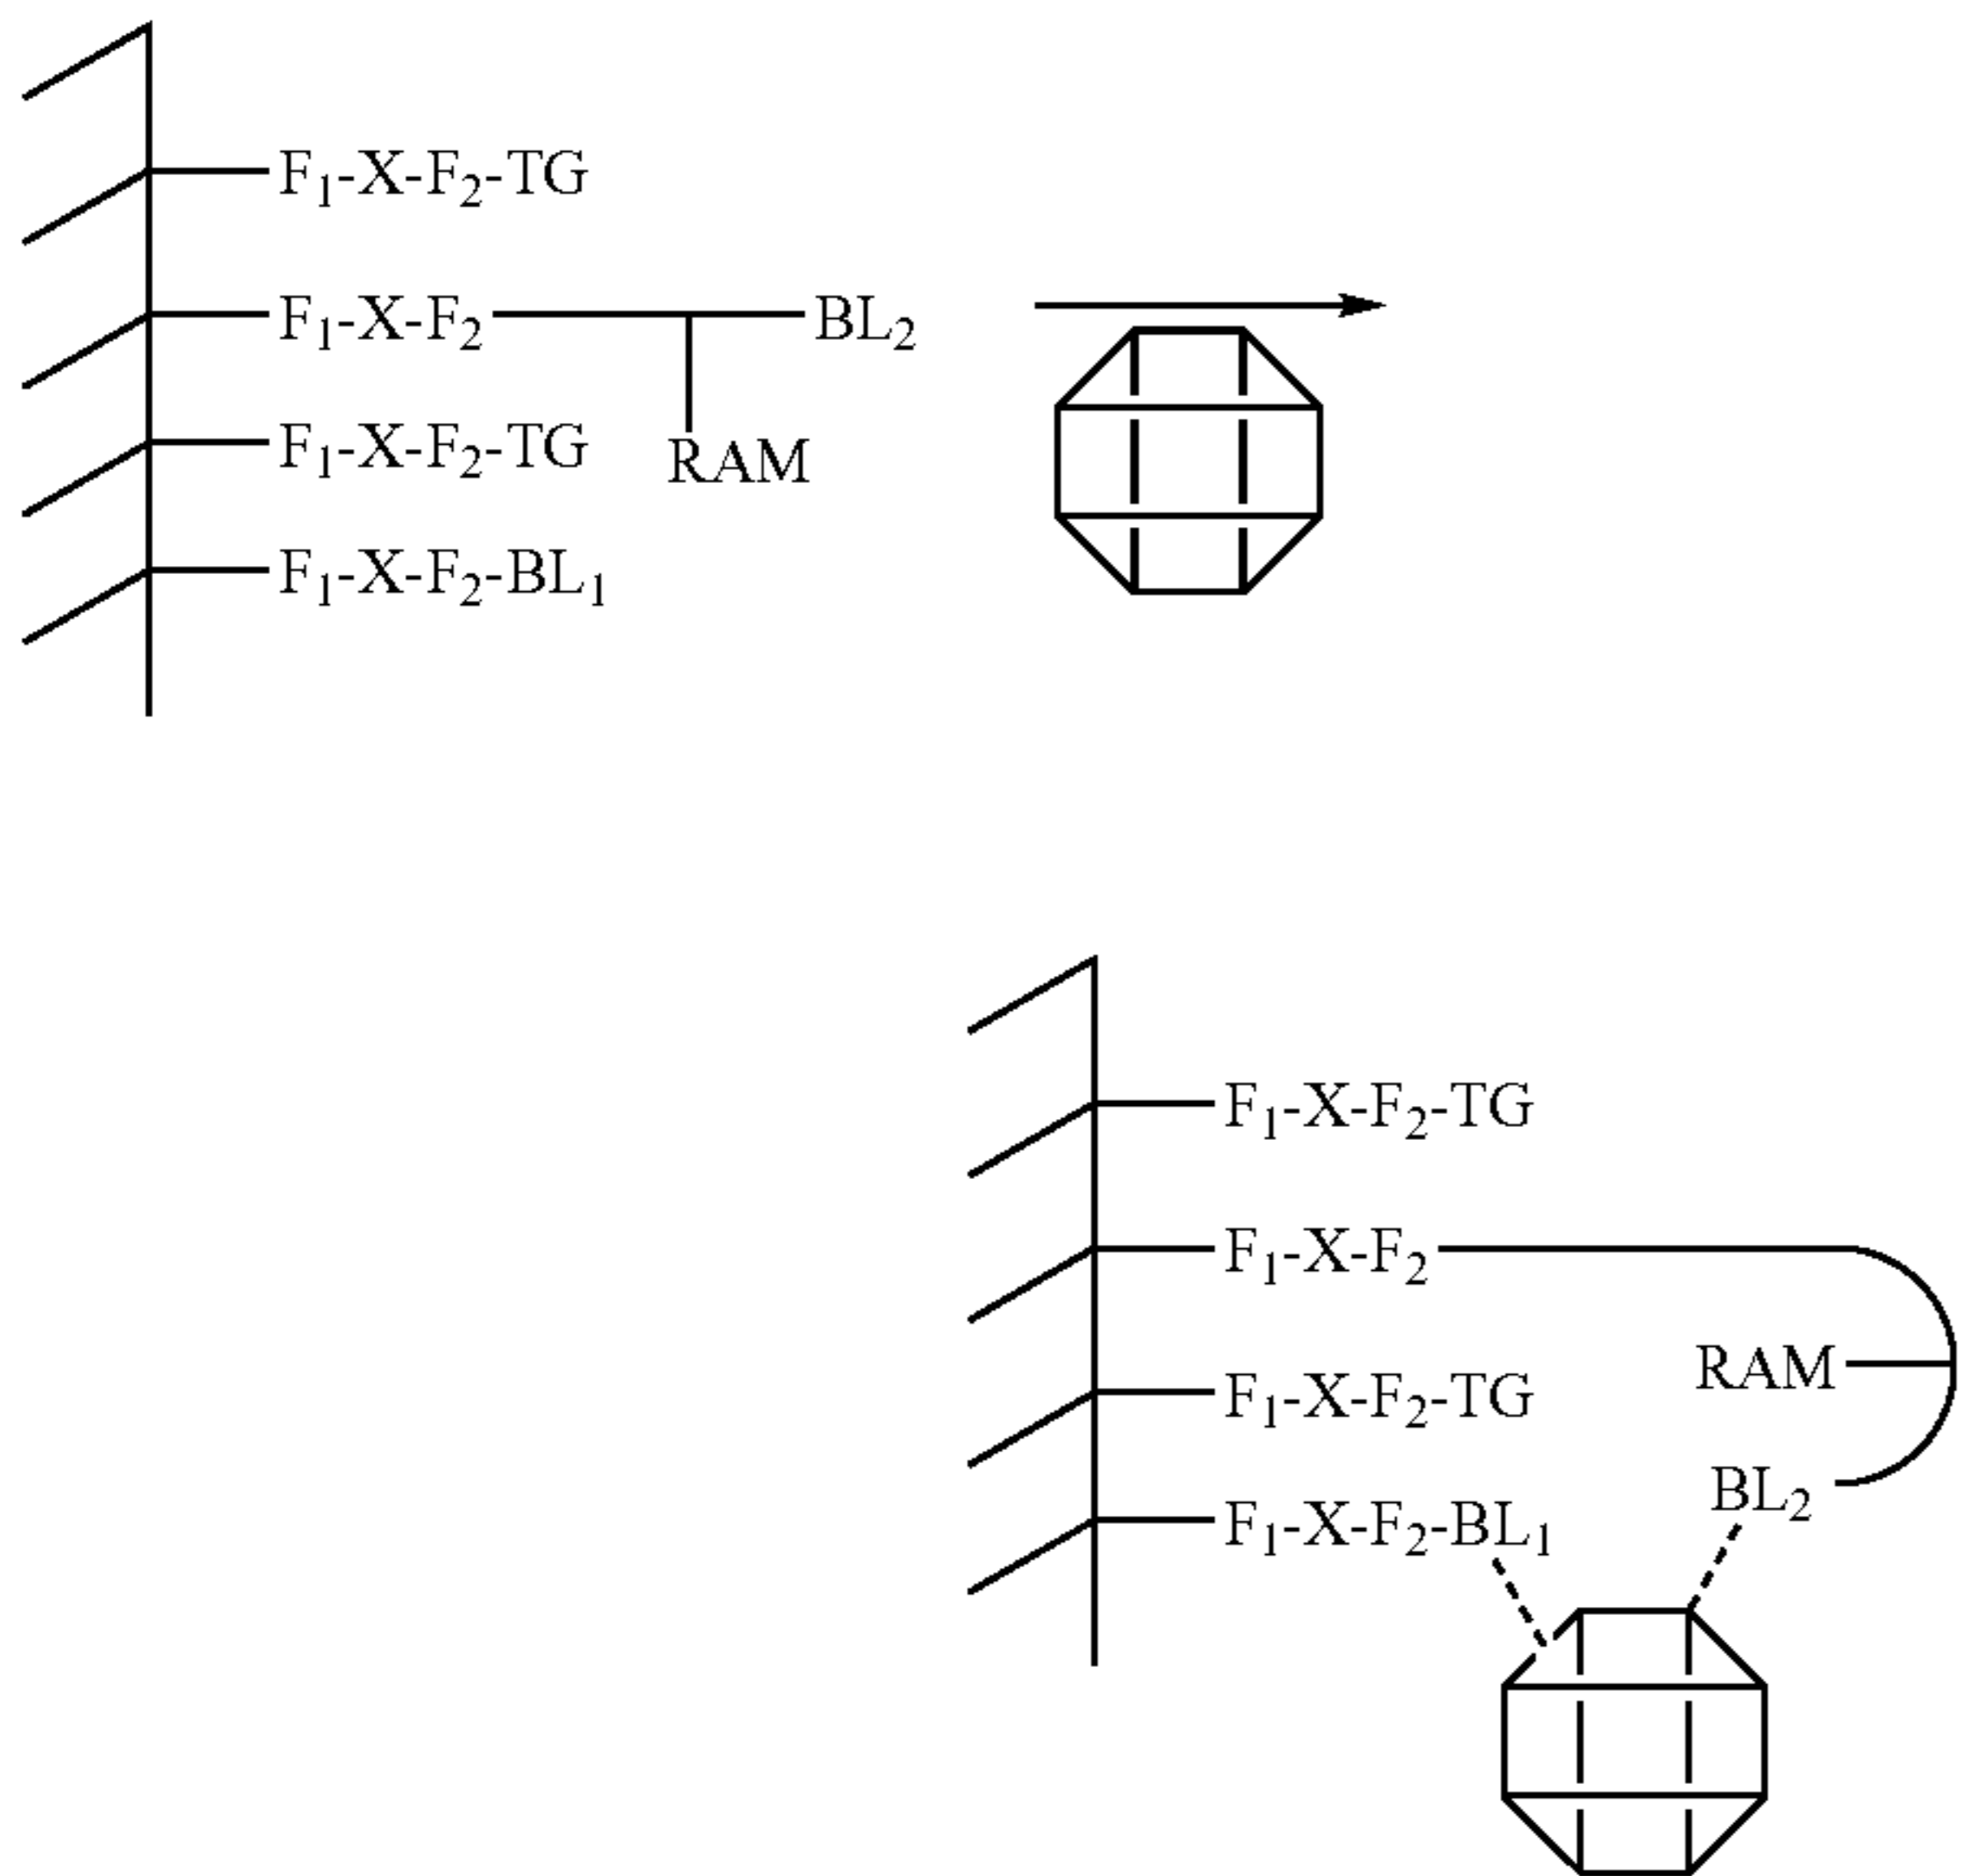 F₁-X-F₂-TG
F₁-X-F₂ BL₂
F₁-X-F₂-TG RAM
F₁-X-F₂-BL₁
F₁-X-F₂-TG
F₁-X-F₂
RAM
F₁-X-F₂-TG
BL₂
F₁-X-F₂-BL₁